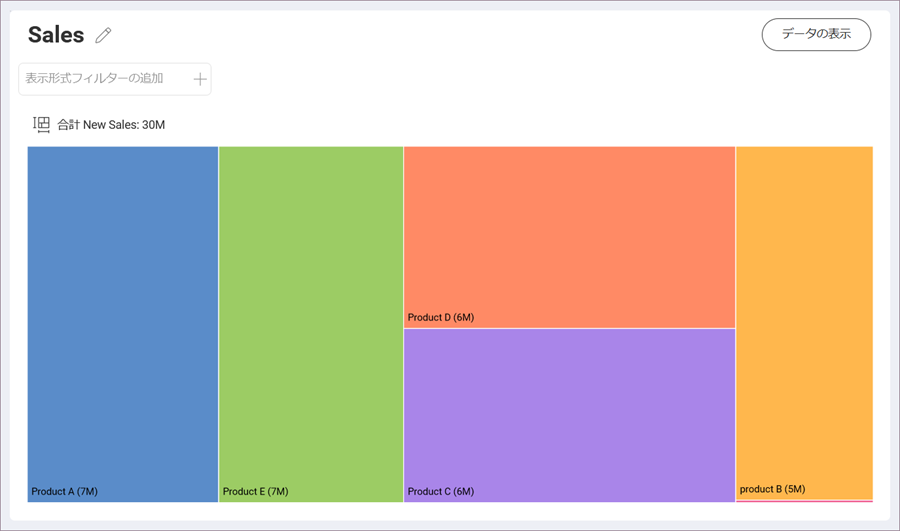 Sales
データの表示
表示形式フィルターの追加
合計 New Sales: 30M
Product D (6M)
Product A (7M)
Product E (7M)
Product C (6M)
product B (5M)